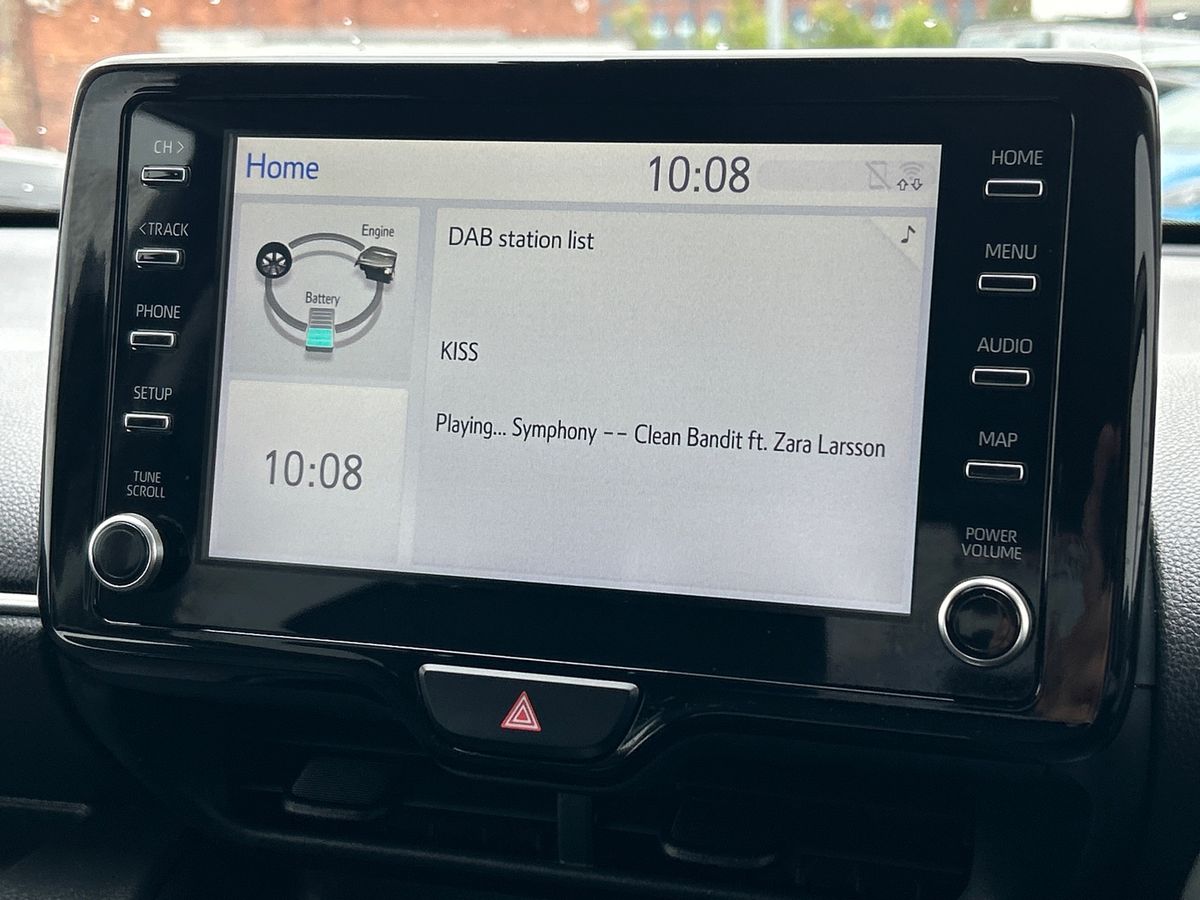 CH >
< TRACK
PHONE
SETUP
TUNE
SCROLL
Home
10:08
Engine
Battery
10:08
DAB station list
KISS
Playing... Symphony -- Clean Bandit ft. Zara Larsson
HOME
MENU
AUDIO
MAP
POWER
VOLUME